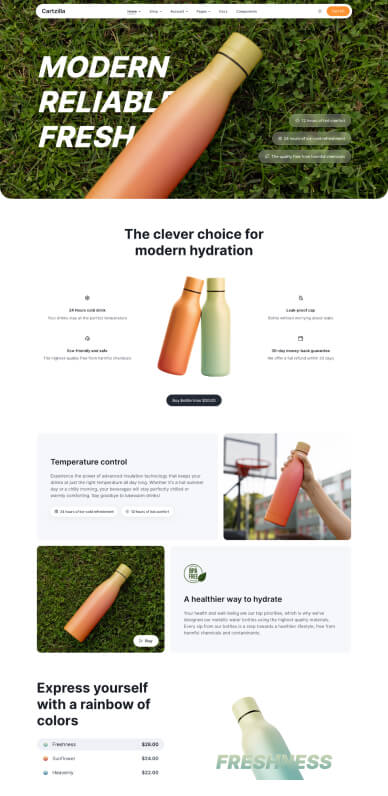 Cartzilla
Home Shop Account Pages Docs Components
MODERN
RELIABLE
FRESH
12 hours of hot comfort
24 hours of ice-cold refreshment
The quality free from harmful chemicals
The clever choice for
modern hydration
24 Hours cold drink
Your drinks stay at the perfect temperature
Leak-proof cap
Bottle without worrying about leaks
Eco-friendly and safe
The highest quality free from harmful chemicals
30-day money-back guarantee
We offer a full refund within 30 days
Buy Bottle from $20.00
Temperature control
Experience the power of advanced insulation technology that keeps your
drinks at just the right temperature all day long. Whether it's a hot summer
day or a chilly morning, your beverages will stay perfectly chilled or
warmly comforting. Say goodbye to lukewarm drinks!
24 hours of ice-cold refreshment
12 hours of hot comfort
Play
BPA
FREE
A healthier way to hydrate
Your health and well-being are our top priorities, which is why we've
designed our metallic water bottles using the highest quality materials.
Every sip from our bottles is a step towards a healthier lifestyle, free from
harmful chemicals and contaminants.
Express yourself
with a rainbow of
colors
Freshness $28.00
Sunflower $24.00
Heavenly $22.00
FRESHNESS